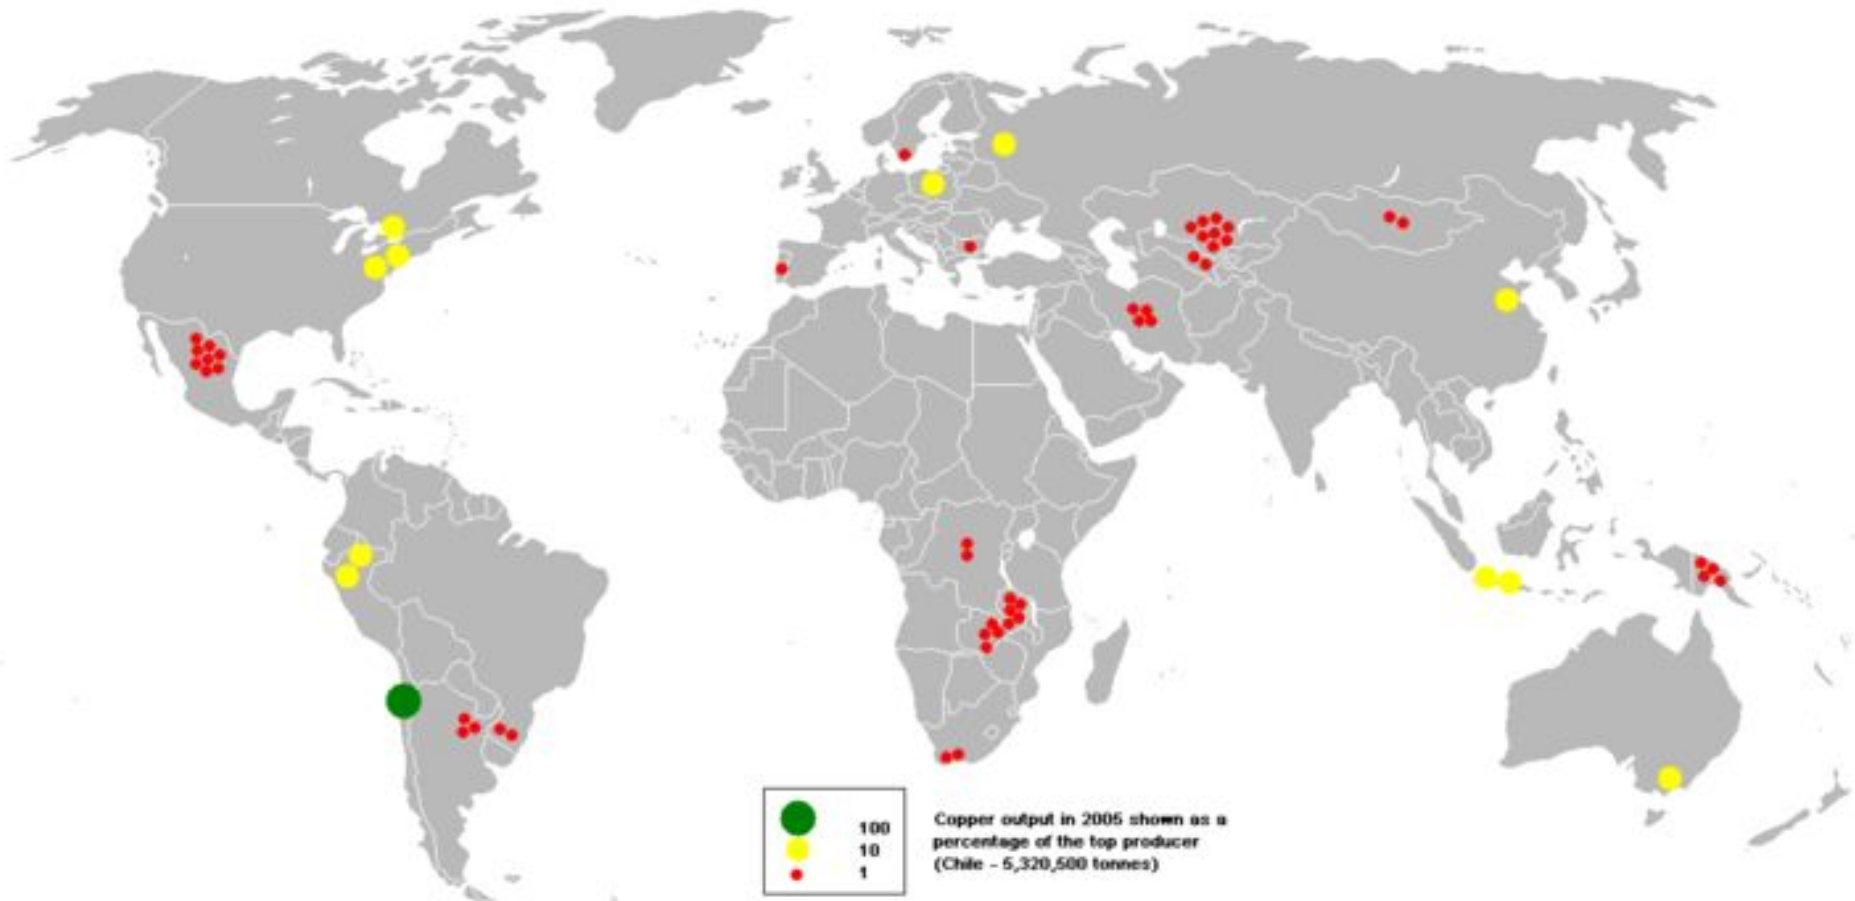 100
10
1
Copper output in 2005 shown as a
percentage of the top producer
(Chile - 5,320,500 tonnes)